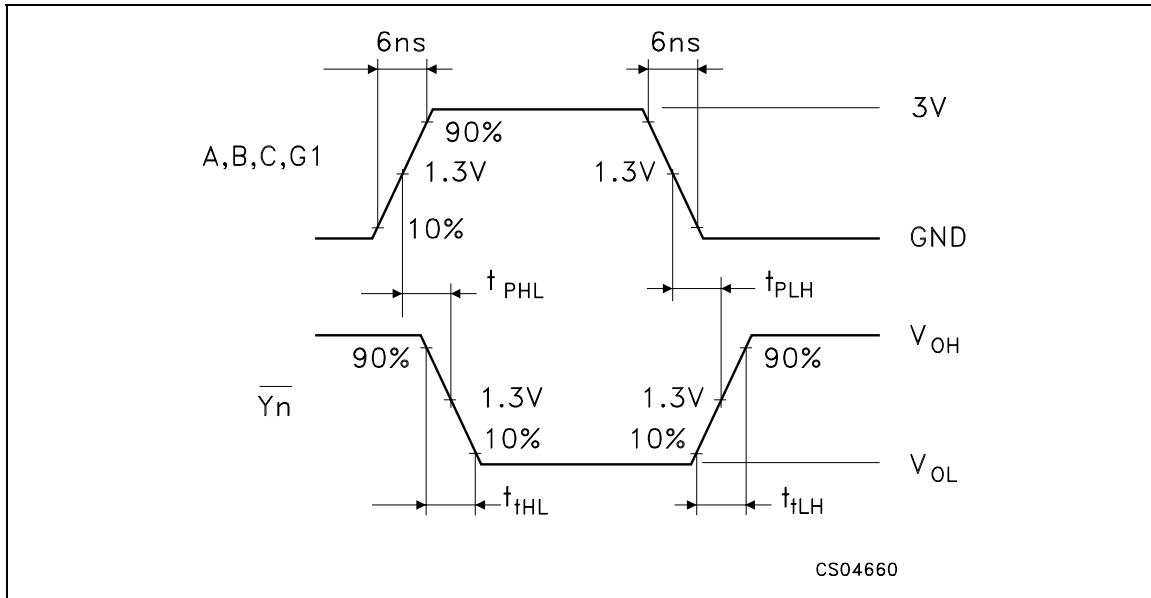 6ns 6ns
3V
90%
A,B,C,G1
1.3V 1.3V
10%
GND
t PHL tPLH
VOH
90% 90%
Yn
1.3V 1.3V
10% 10%
VOL
ttHL ttLH
CS04660